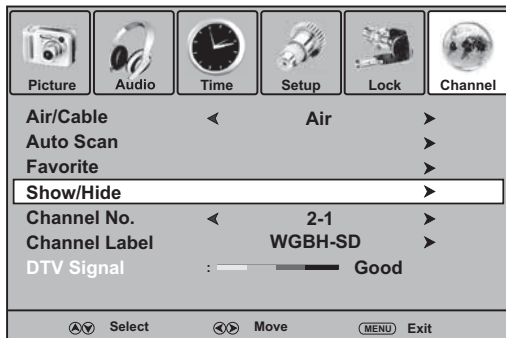 Picture Audio Time Setup Lock Channel
Air/Cable Air
Auto Scan
Favorite
Show/Hide
Channel No. 2-1
Channel Label WGBH-SD
DTV Signal : Good
Select Move MENU Exit